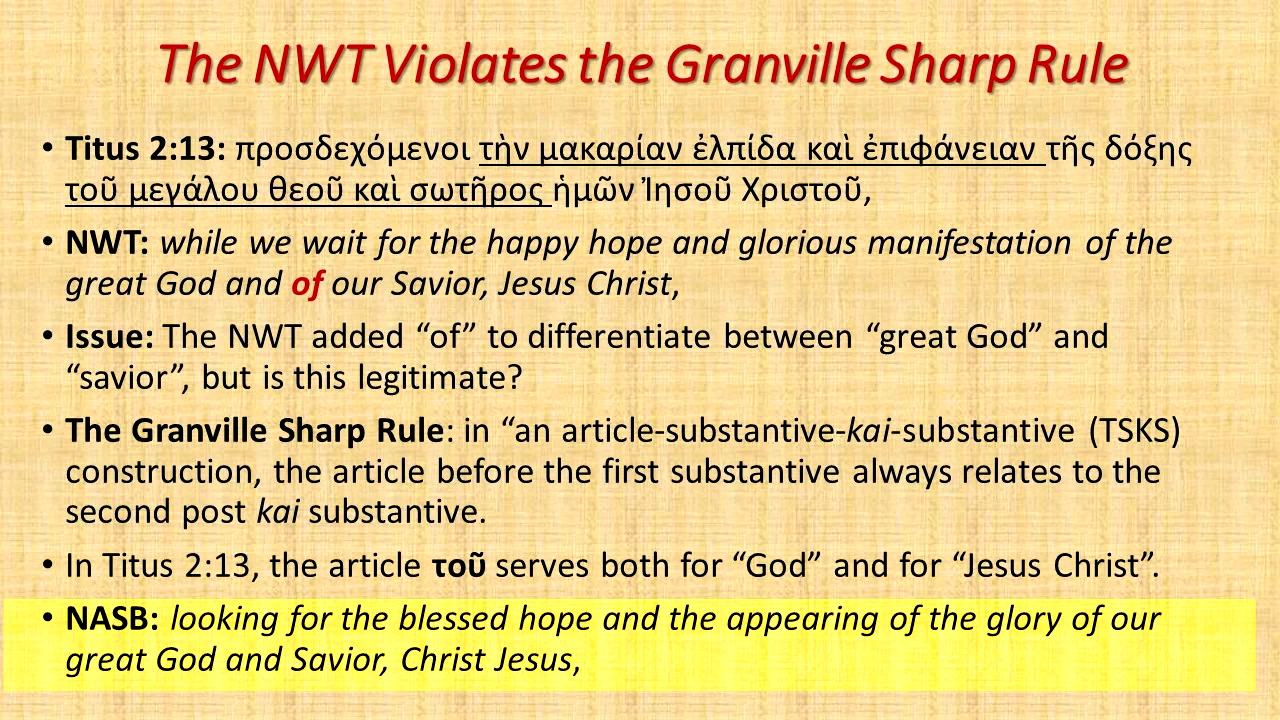 The NWT Violates the Granville Sharp Rule
• Titus 2:13: προσδεχόμενοι τὴν μακαρίαν ἐλπίδα καὶ ἐπιφάνειαν τῆς δόξης
τοῦ μεγάλου θεοῦ καὶ σωτῆρος ἡμῶν Ἰησοῦ Χριστοῦ,
• NWT: while we wait for the happy hope and glorious manifestation of the
great God and of our Savior, Jesus Christ,
• Issue: The NWT added “of” to differentiate between “great God” and
“savior”, but is this legitimate?
• The Granville Sharp Rule: in “an article-substantive-kai-substantive (TSKS)
construction, the article before the first substantive always relates to the
second post kai substantive.
• In Titus 2:13, the article τοῦ serves both for “God” and for “Jesus Christ”.
• NASB: looking for the blessed hope and the appearing of the glory of our
great God and Savior, Christ Jesus,